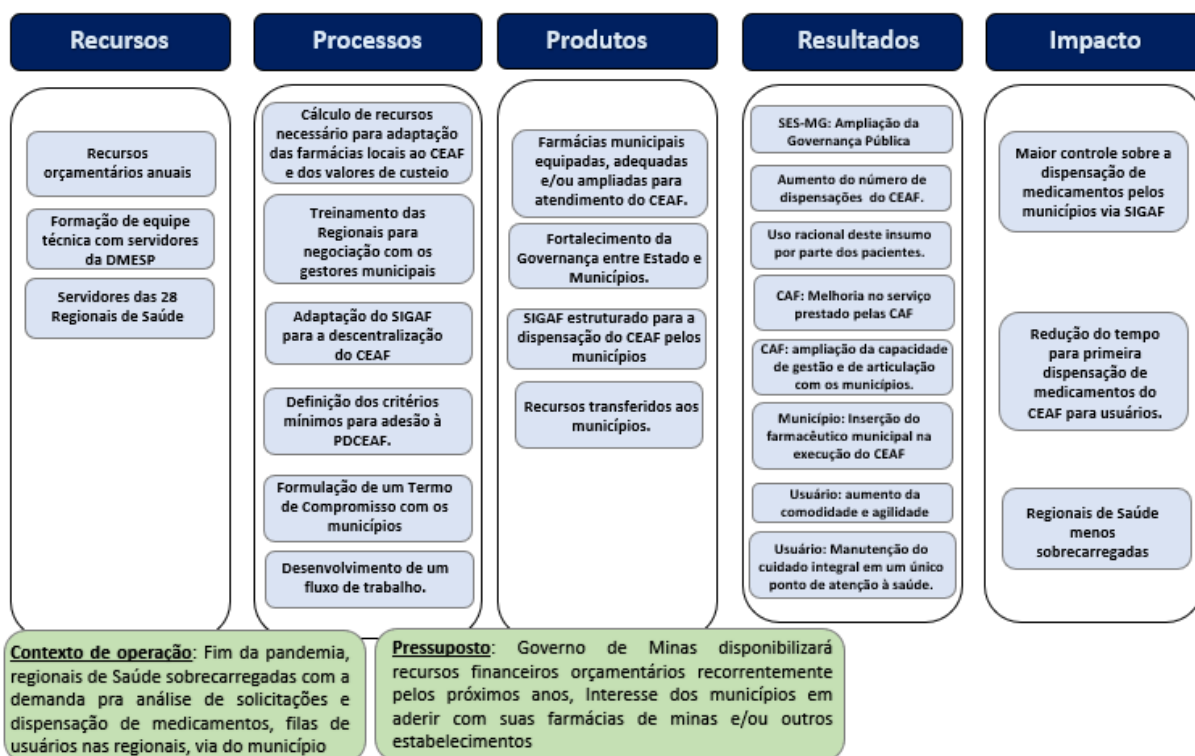 Recursos
Recursos
orçamentários anuais
Formação de equipe
técnica com servidores
da DMESP
Servidores das 28
Regionais de Saúde
Processos
Cálculo de recursos
necessário para adaptação
das farmácias locais ao CEAF
e dos valores de custeio
Treinamento das
Regionais para
negociação com os
gestores municipais
Adaptação do SIGAF
para a descentralização
do CEAF
Definição dos critérios
mínimos para adesão à
PDCEAF.
Formulação de um Termo
de Compromisso com os
municípios
Desenvolvimento de um
fluxo de trabalho.
Produtos
Farmácias municipais
equipadas, adequadas
e/ou ampliadas para
atendimento do CEAF.
Fortalecimento da
Governança entre Estado e
Municípios.
SIGAF estruturado para a
dispensação do CEAF pelos
municípios
Recursos transferidos aos
municípios.
Resultados
SES-MG: Ampliação da
Governança Pública
Aumento do número de
dispensações do CEAF.
Uso racional deste insumo
por parte dos pacientes.
CAF: Melhoria no serviço
prestado pelas CAF
CAF: ampliação da capacidade
de gestão e de articulação
com os municípios.
Município: Inserção do
farmacêutico municipal na
execução do CEAF
Usuário: aumento da
comodidade e agilidade
Usuário: Manutenção do
cuidado integral em um único
ponto de atenção à saúde.
Impacto
Maior controle sobre a
dispensação de
medicamentos pelos
municípios via SIGAF
Redução do tempo
para primeira
dispensação de
medicamentos do
CEAF para usuários.
Regionais de Saúde
menos
sobrecarregadas
Contexto de operação: Fim da pandemia,
regionais de Saúde sobrecarregadas com a
demanda pra análise de solicitações e
dispensação de medicamentos, filas de
usuários nas regionais, via do município
Pressuposto: Governo de Minas disponibilizará
recursos financeiros orçamentários recorrentemente
pelos próximos anos, Interesse dos municípios em
aderir com suas farmácias de minas e/ou outros
estabelecimentos